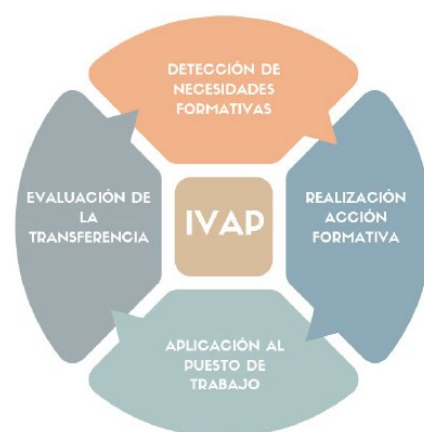 DETECCIÓN DE
NECESIDADES
FORMATIVAS
EVALUACIÓN DE
LA
TRANSFERENCIA
IVAP
REALIZACIÓN
ACCIÓN
FORMATIVA
APLICACIÓN AL
PUESTO DE
TRABAJO